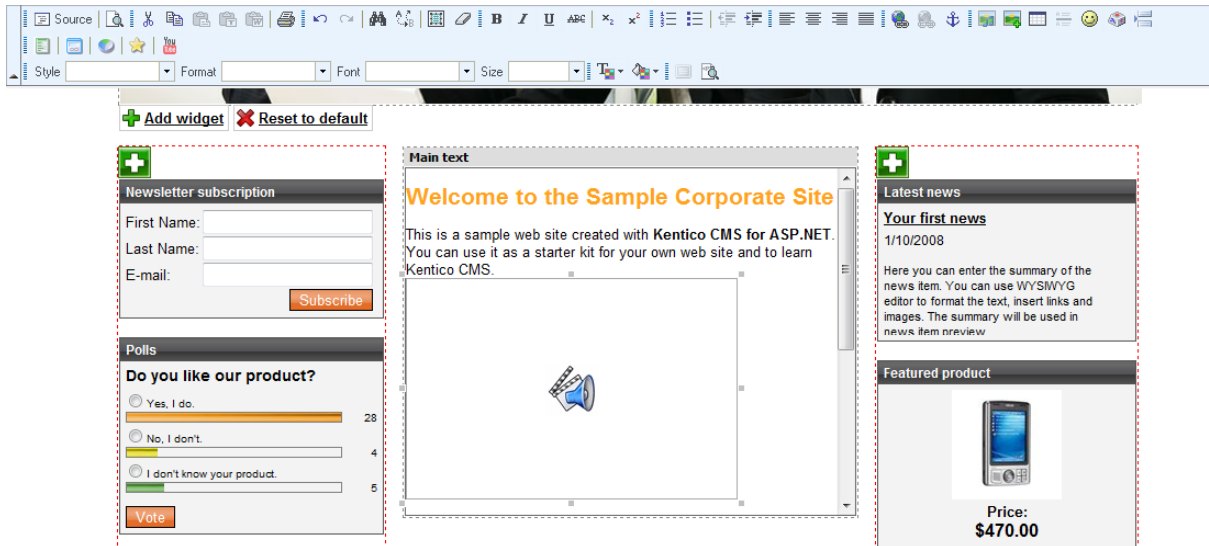 Source
B I U ABC x₂ x²
You Tube
Style Format Font Size
Add widget Reset to default
Newsletter subscription
First Name:
Last Name:
E-mail:
Subscribe
Polls
Do you like our product?
Yes, I do.
28
No, I don't.
4
I don't know your product.
5
Vote
Main text
Welcome to the Sample Corporate Site
This is a sample web site created with Kentico CMS for ASP.NET.
You can use it as a starter kit for your own web site and to learn
Kentico CMS.
Latest news
Your first news
1/10/2008
Here you can enter the summary of the
news item. You can use WYSIWYG
editor to format the text, insert links and
images. The summary will be used in
news item preview
Featured product
Price:
$470.00